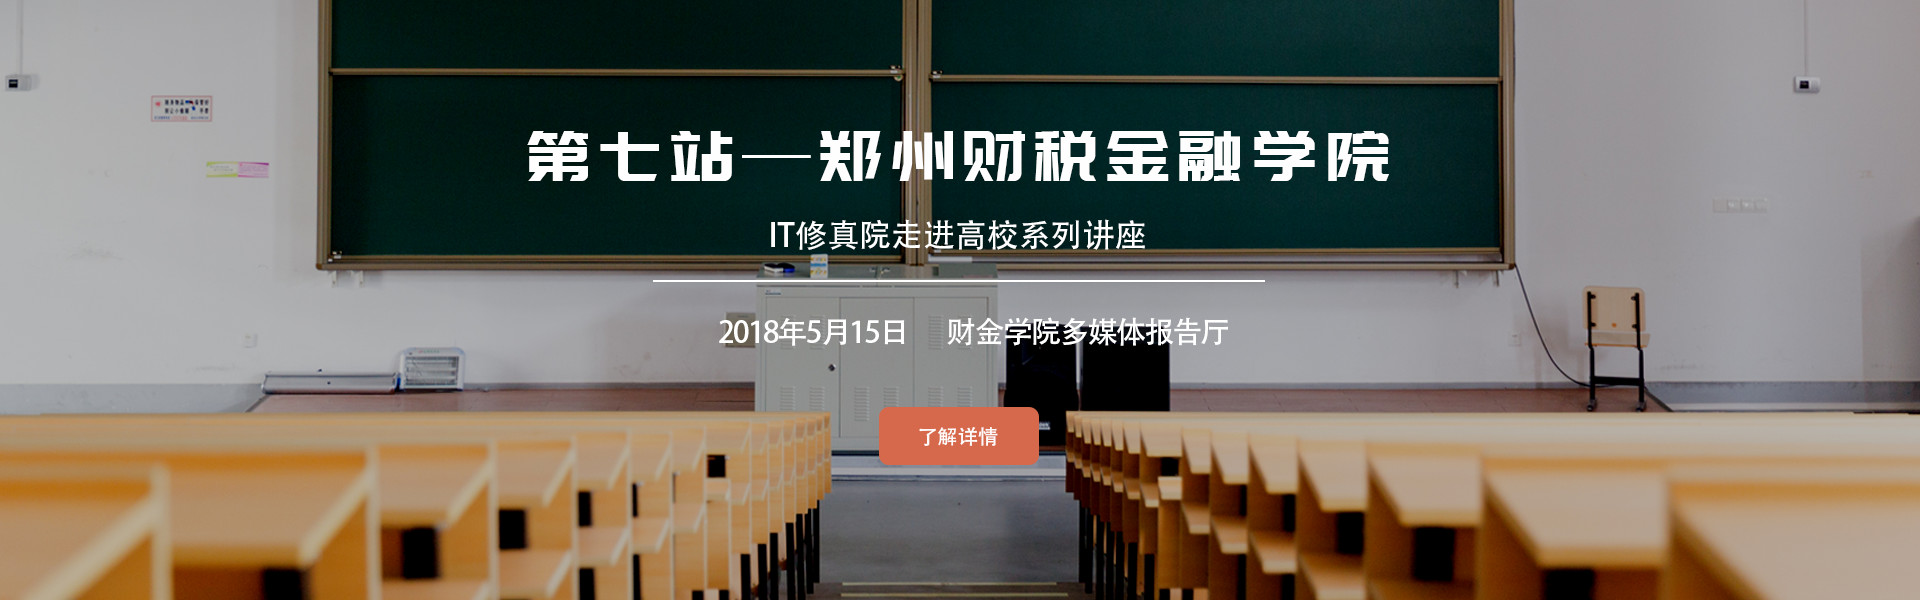 第七站—郑州财税金融学院
IT修真院走进高校系列讲座
2018年5月15日 财金学院多媒体报告厅
了解详情